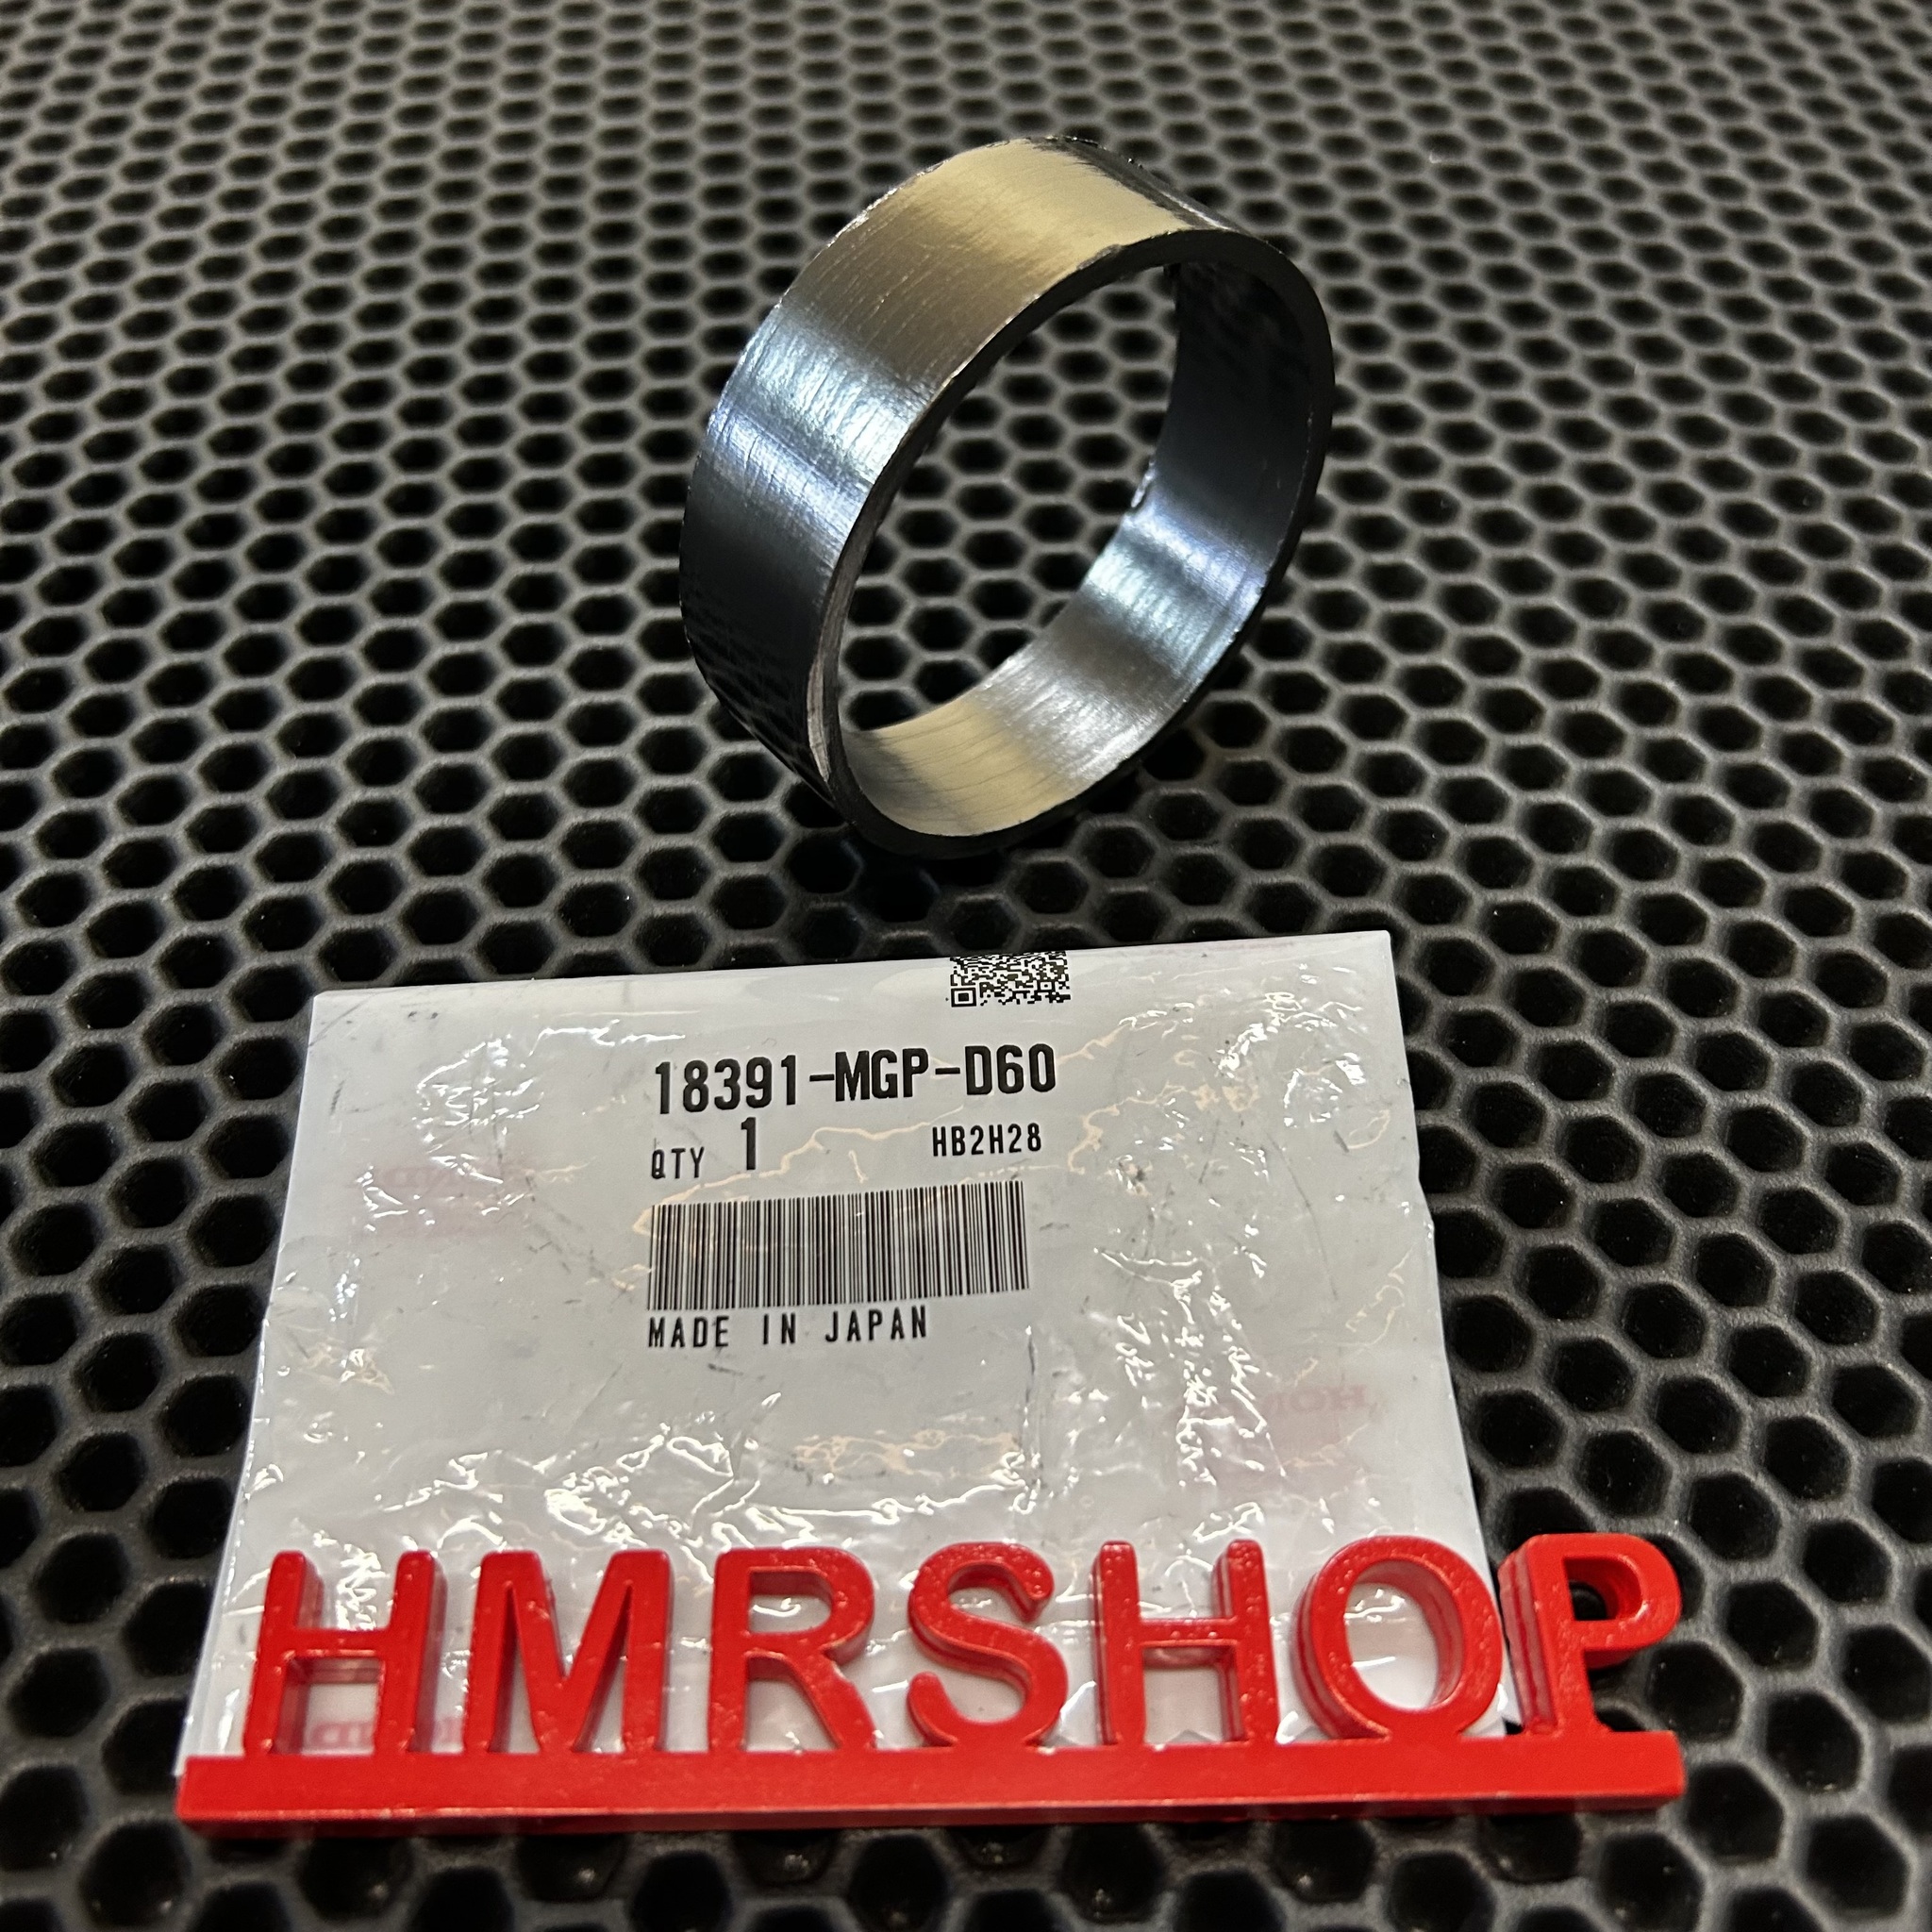 18391-MGP-D60
QTY 1 HB2H28
MADE IN JAPAN
HMRSHOP